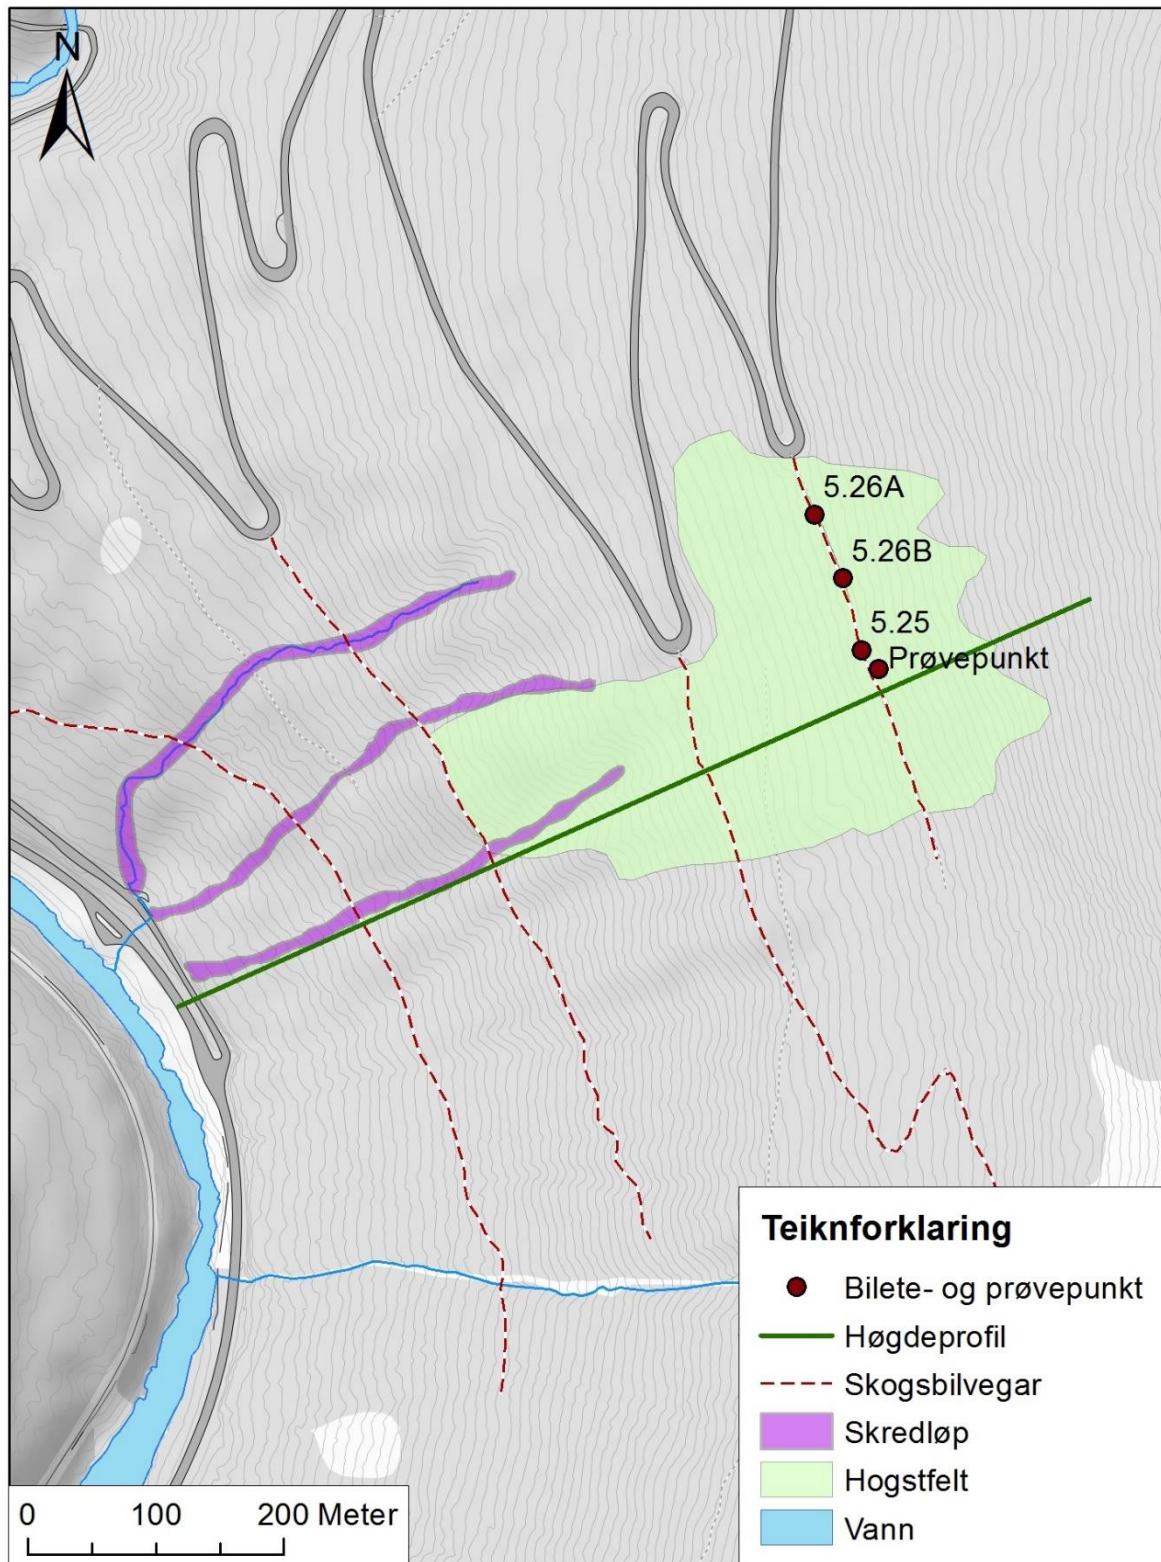 N
5.26A
5.26B
5.25
Prøvepunkt
Teiknforklaring
Bilete- og prøvepunkt
Høgdeprofil
Skogsbilvegar
Skredløp
Hogstfelt
Vann
0 100 200 Meter